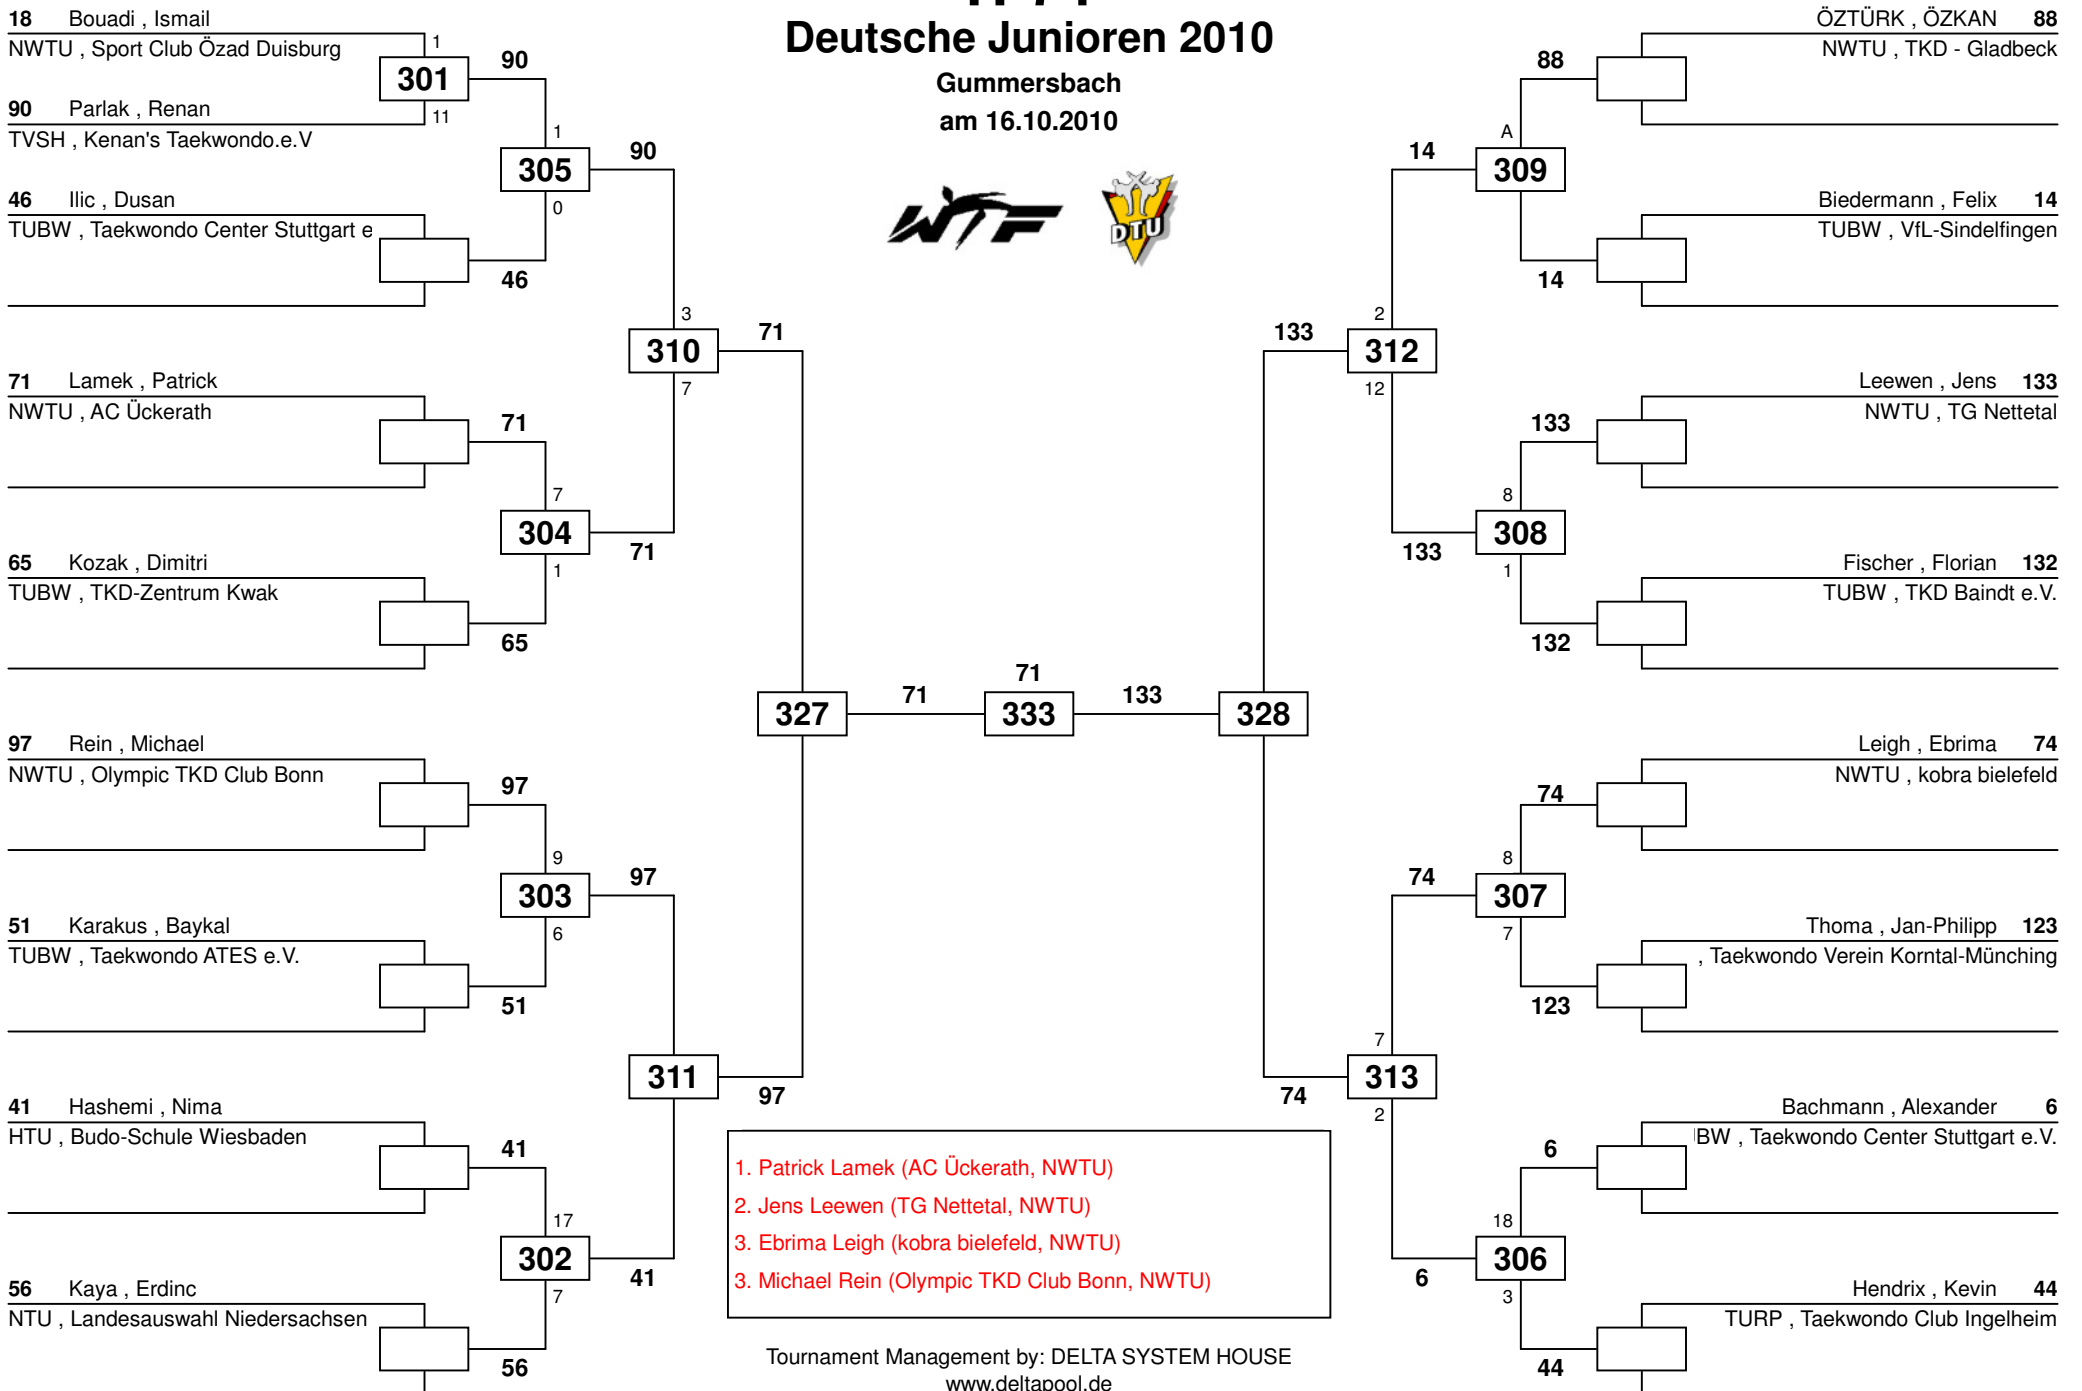 Deutsche Junioren 2010
Gummersbach
am 16.10.2010
WTF
DTU
18 Bouadi , Ismail
NWTU , Sport Club Özad Duisburg
1
301
90
90 Parlak , Renan
11
TVSH , Kenan's Taekwondo.e.V
1
305
90
0
46 Ilic , Dusan
TUBW , Taekwondo Center Stuttgart e
46
3
310
71
7
71 Lamek , Patrick
NWTU , AC Ückerath
71
7
304
71
1
65 Kozak , Dimitri
TUBW , TKD-Zentrum Kwak
65
327
71
71
333
133
328
97 Rein , Michael
NWTU , Olympic TKD Club Bonn
97
9
303
97
6
51 Karakus , Baykal
TUBW , Taekwondo ATES e.V.
51
311
97
41 Hashemi , Nima
HTU , Budo-Schule Wiesbaden
41
17
302
41
7
56 Kaya , Erdinc
NTU , Landesauswahl Niedersachsen
56
ÖZTÜRK , ÖZKAN 88
NWTU , TKD - Gladbeck
88
A
309
14
Biedermann , Felix 14
TUBW , VfL-Sindelfingen
14
2
312
133
12
Leewen , Jens 133
NWTU , TG Nettetal
133
8
308
133
1
Fischer , Florian 132
TUBW , TKD Baindt e.V.
132
Leigh , Ebrima 74
NWTU , kobra bielefeld
74
8
307
74
7
Thoma , Jan-Philipp 123
, Taekwondo Verein Korntal-Münching
123
7
313
74
2
Bachmann , Alexander 6
BW , Taekwondo Center Stuttgart e.V.
6
18
306
6
3
Hendrix , Kevin 44
TURP , Taekwondo Club Ingelheim
44
1. Patrick Lamek (AC Ückerath, NWTU)
2. Jens Leewen (TG Nettetal, NWTU)
3. Ebrima Leigh (kobra bielefeld, NWTU)
3. Michael Rein (Olympic TKD Club Bonn, NWTU)
Tournament Management by: DELTA SYSTEM HOUSE
www.deltapool.de